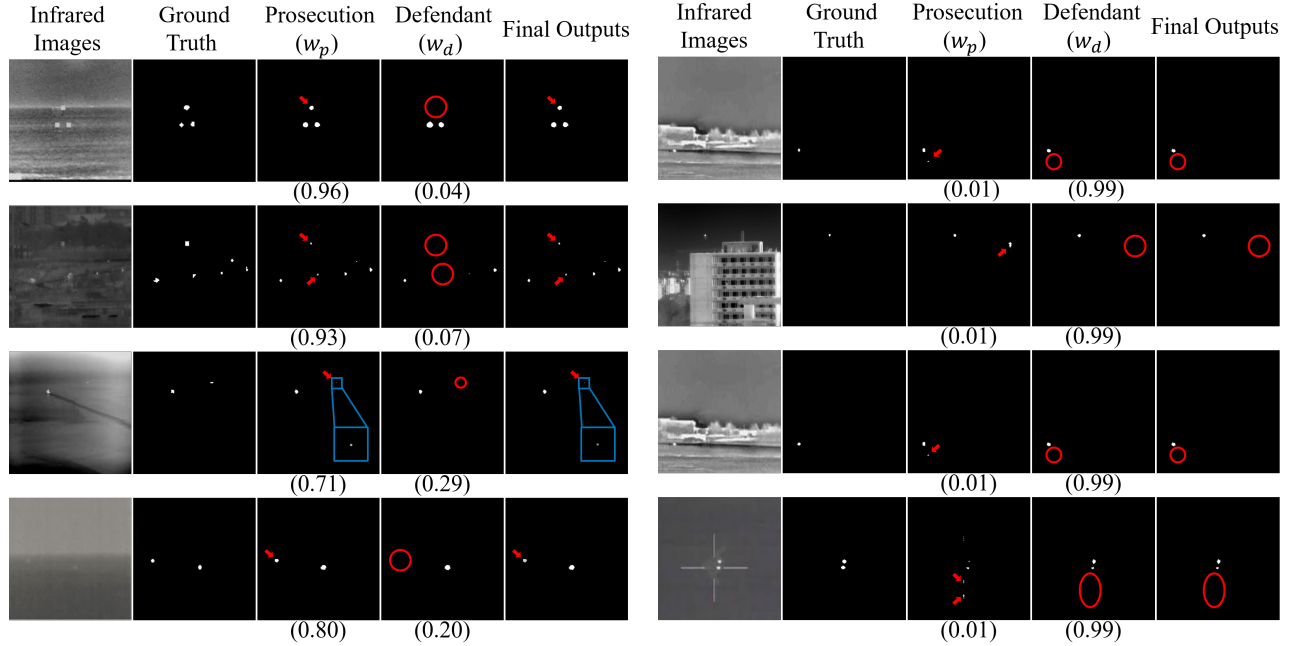 Infrared Images
Ground Truth
Prosecution (wₚ)
Defendant (w_d)
Final Outputs
(0.96) (0.04)
(0.93) (0.07)
(0.71) (0.29)
(0.80) (0.20)
Infrared Images
Ground Truth
Prosecution (wₚ)
Defendant (w_d)
Final Outputs
(0.01) (0.99)
(0.01) (0.99)
(0.01) (0.99)
(0.01) (0.99)